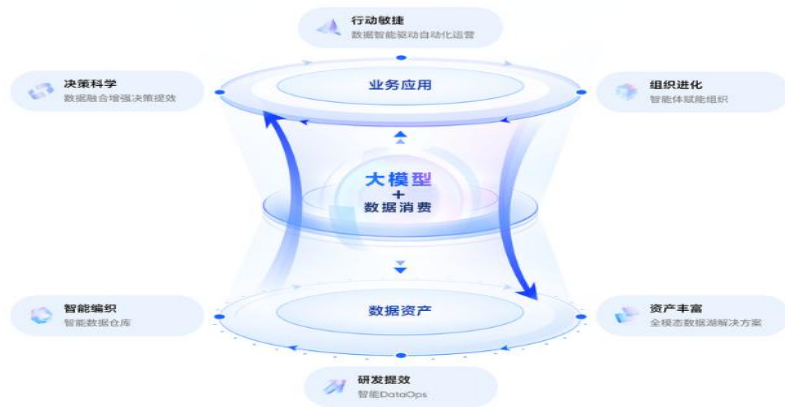 行动敏捷
数据智能驱动自动化运营
决策科学
数据融合增强决策提效
业务应用
组织进化
智能体赋能组织
大模型
+
数据消费
智能编织
智能数据仓库
数据资产
资产丰富
全模态数据湖解决方案
研发提效
智能DataOps